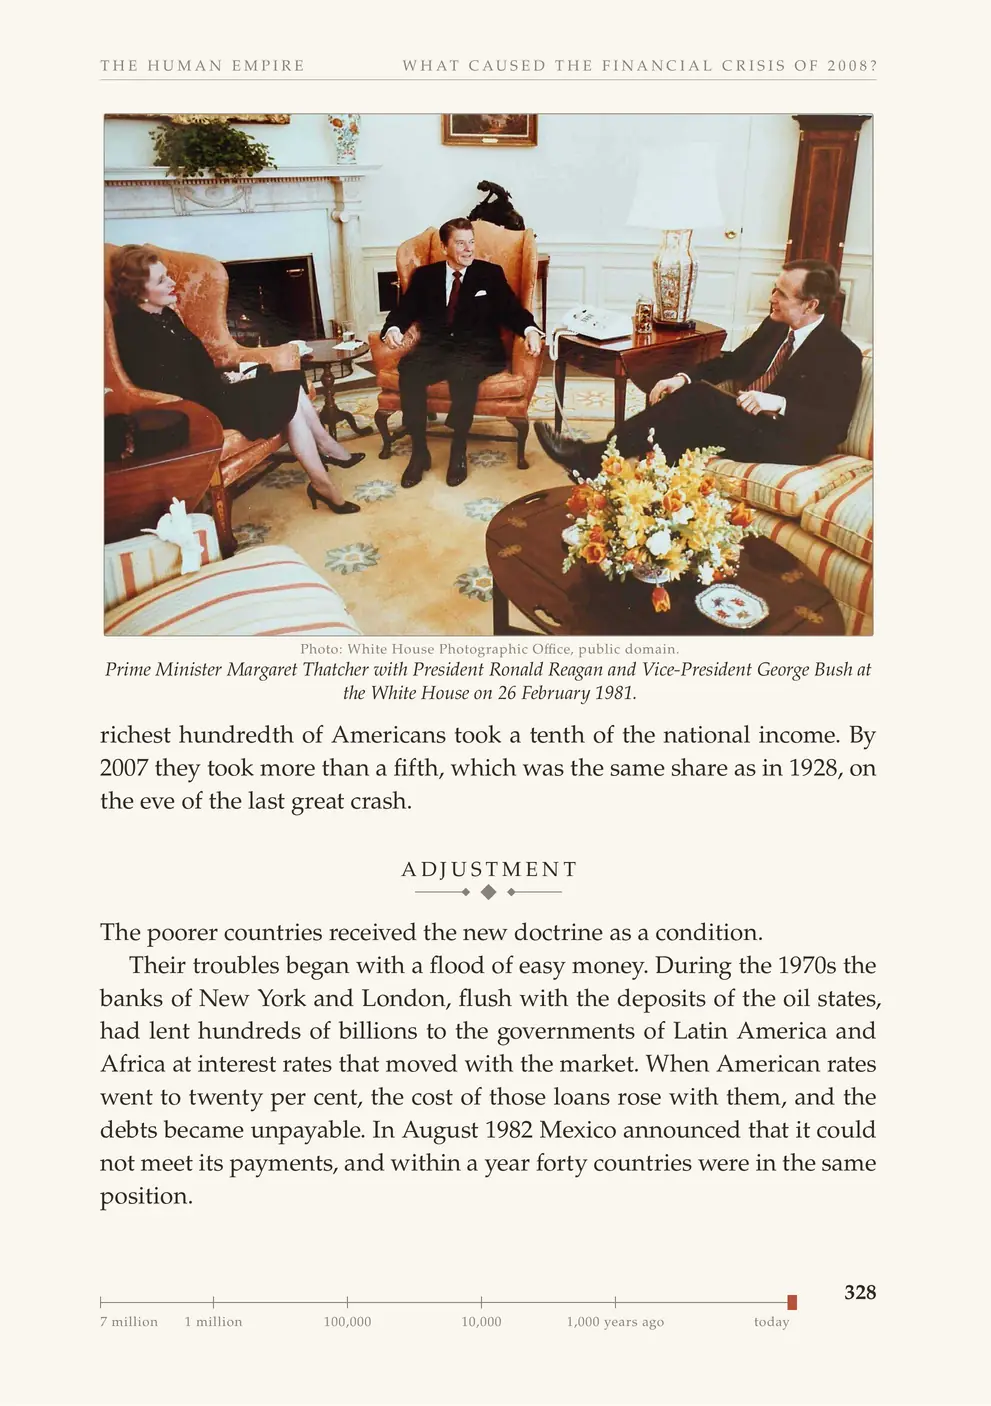 THE HUMAN EMPIRE
WHAT CAUSED THE FINANCIAL CRISIS OF 2008?
Photo: White House Photographic Office, public domain.
Prime Minister Margaret Thatcher with President Ronald Reagan and Vice-President George Bush at
the White House on 26 February 1981.
richest hundredth of Americans took a tenth of the national income. By
2007 they took more than a fifth, which was the same share as in 1928, on
the eve of the last great crash.
ADJUSTMENT
The poorer countries received the new doctrine as a condition.
Their troubles began with a flood of easy money. During the 1970s the
banks of New York and London, flush with the deposits of the oil states,
had lent hundreds of billions to the governments of Latin America and
Africa at interest rates that moved with the market. When American rates
went to twenty per cent, the cost of those loans rose with them, and the
debts became unpayable. In August 1982 Mexico announced that it could
not meet its payments, and within a year forty countries were in the same
position.
328
7 million 1 million 100,000 10,000 1,000 years ago today